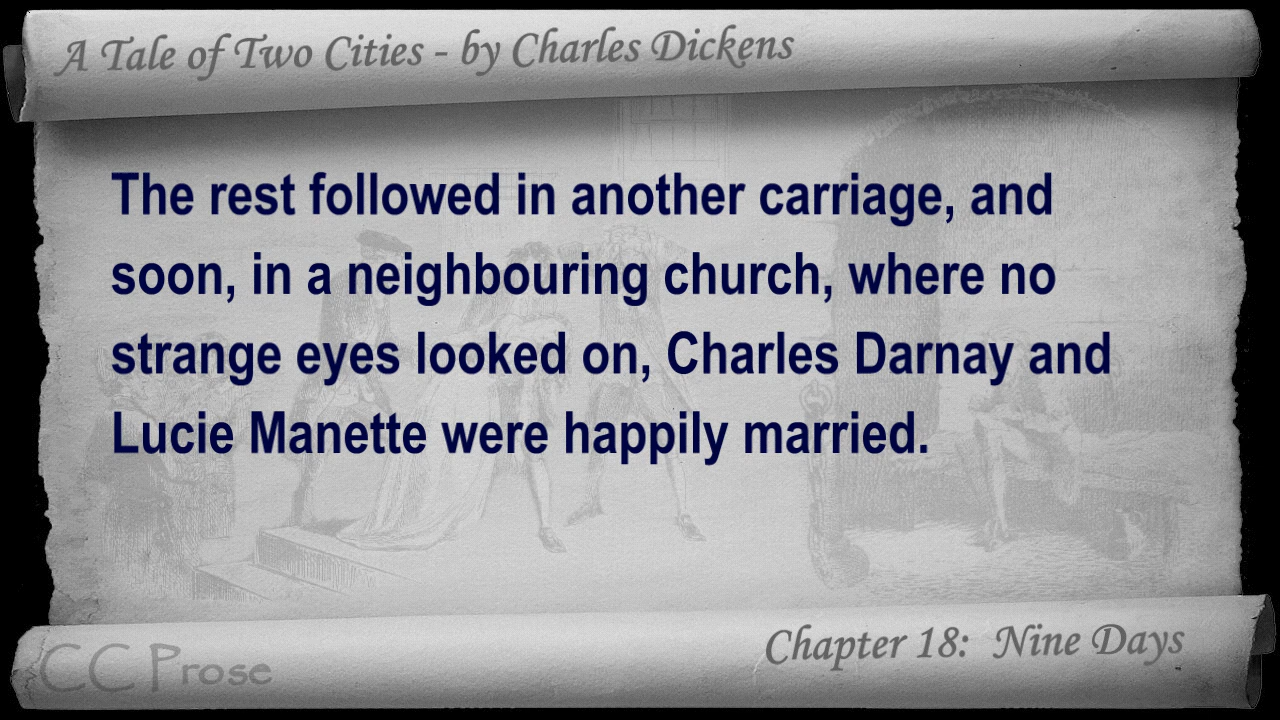 A Tale of Two Cities - by Charles Dickens
The rest followed in another carriage, and
soon, in a neighbouring church, where no
strange eyes looked on, Charles Darnay and
Lucie Manette were happily married.
CC Prose
Chapter 18: Nine Days